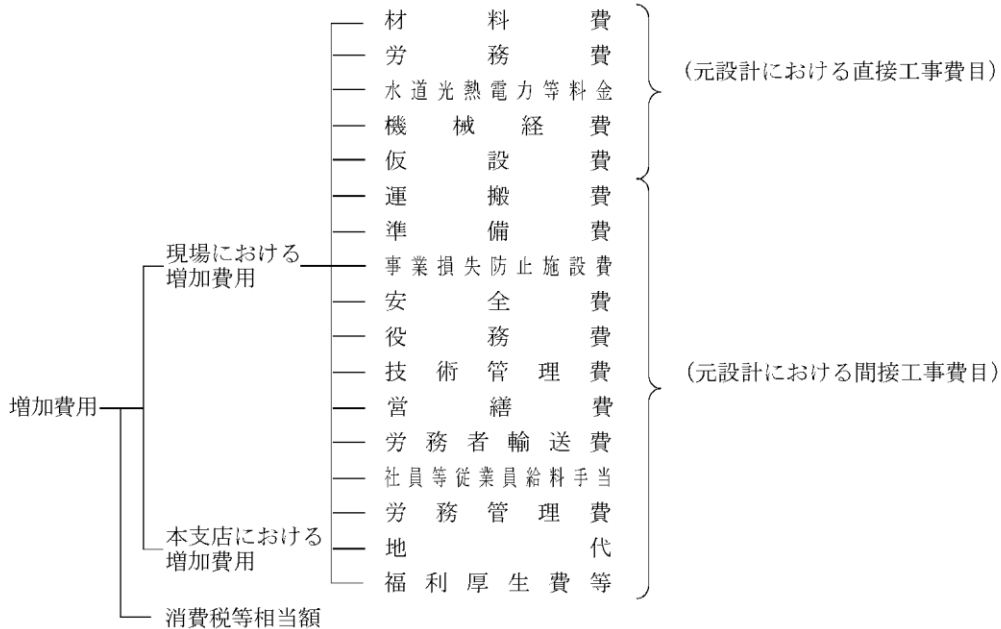 材料費
労務費
水道光熱電力等料金
機械経費
仮設費
(元設計における直接工事費目)
運搬費
準備費
事業損失防止施設費
安全費
役務費
技術管理費
営繕費
労務者輸送費
社員等従業員給料手当
労務管理費
地代
福利厚生費等
(元設計における間接工事費目)
現場における
増加費用
増加費用
本支店における
増加費用
消費税等相当額